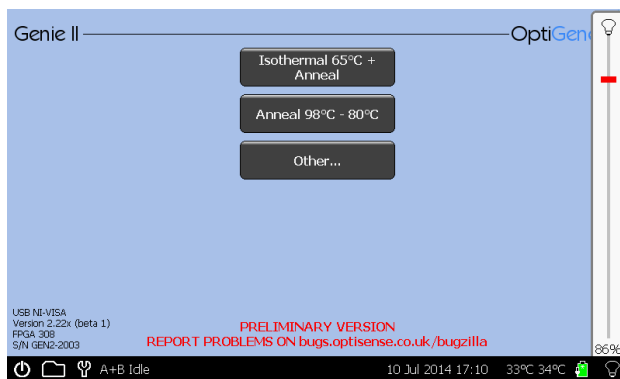 Genie II
OptiGen
Isothermal 65°C +
Anneal
Anneal 98°C - 80°C
Other...
USB NI-VISA
Version 2.22x (beta 1)
FPGA 308
S/N GEN2-2003
PRELIMINARY VERSION
REPORT PROBLEMS ON bugs.optisense.co.uk/bugzilla
86%
A+B Idle
10 Jul 2014 17:10
33°C 34°C